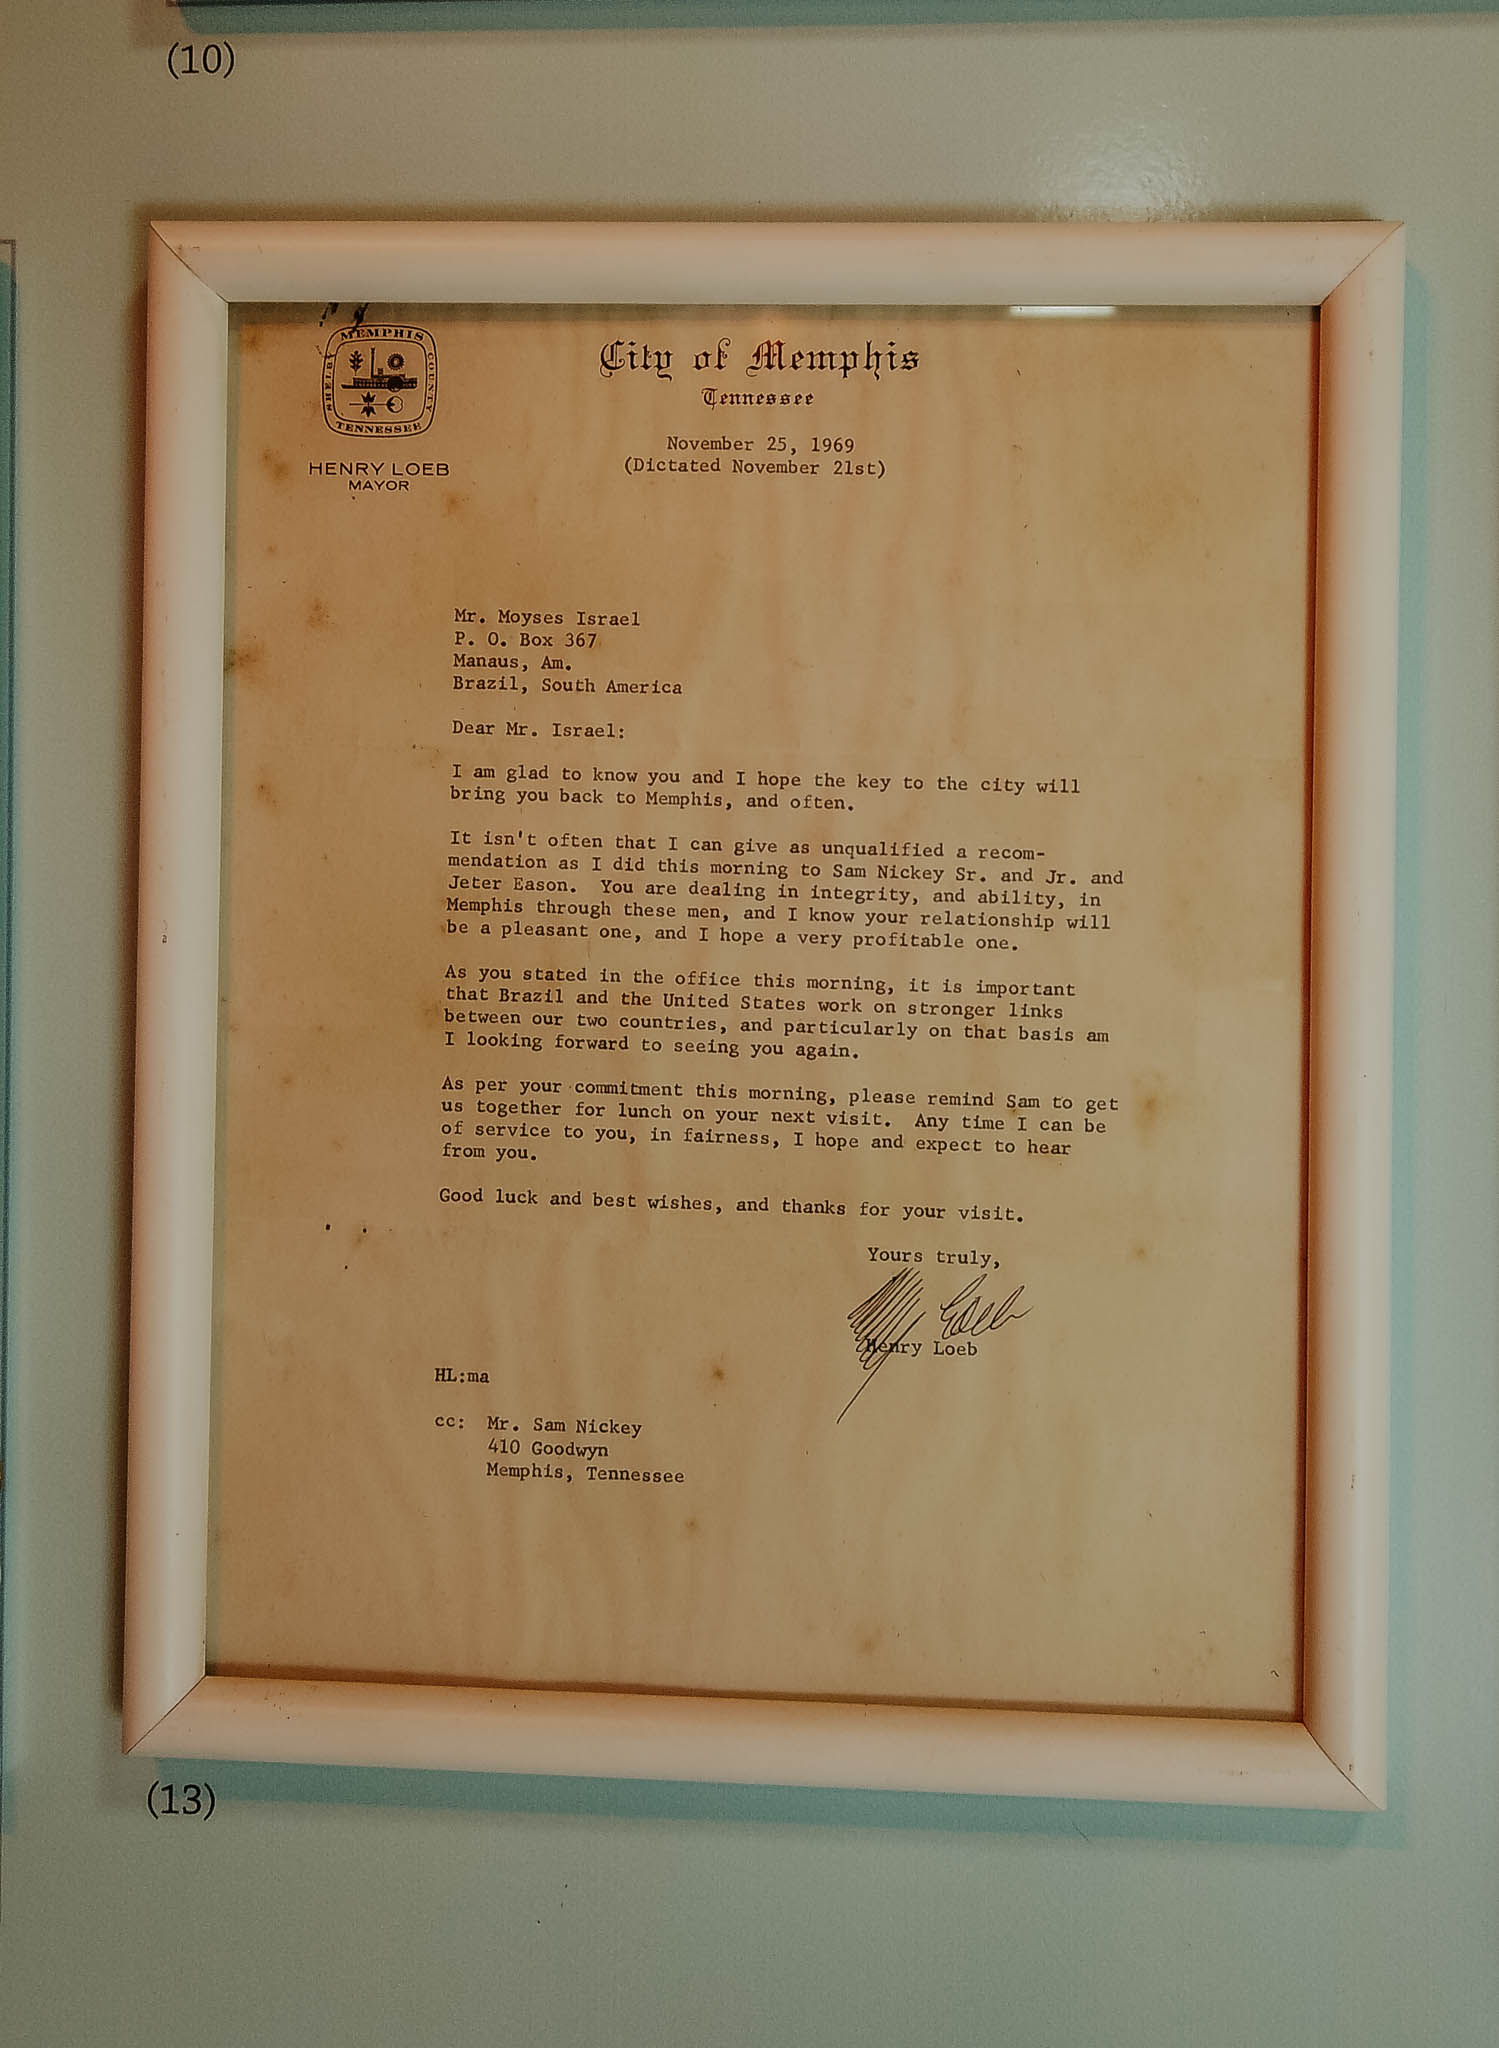 (10)
MEMPHIS
SHELBY COUNTY
TENNESSEE
HENRY LOEB
MAYOR
City of Memphis
Tennessee
November 25, 1969
(Dictated November 21st)
Mr. Moyses Israel
P. O. Box 367
Manaus, Am.
Brazil, South America
Dear Mr. Israel:
I am glad to know you and I hope the key to the city will
bring you back to Memphis, and often.
It isn't often that I can give as unqualified a recom-
mendation as I did this morning to Sam Nickey Sr. and Jr. and
Jeter Eason. You are dealing in integrity, and ability, in
Memphis through these men, and I know your relationship will
be a pleasant one, and I hope a very profitable one.
As you stated in the office this morning, it is important
that Brazil and the United States work on stronger links
between our two countries, and particularly on that basis am
I looking forward to seeing you again.
As per your commitment this morning, please remind Sam to get
us together for lunch on your next visit. Any time I can be
of service to you, in fairness, I hope and expect to hear
from you.
Good luck and best wishes, and thanks for your visit.
Yours truly,
Loeb
Henry Loeb
HL:ma
cc: Mr. Sam Nickey
410 Goodwyn
Memphis, Tennessee
(13)